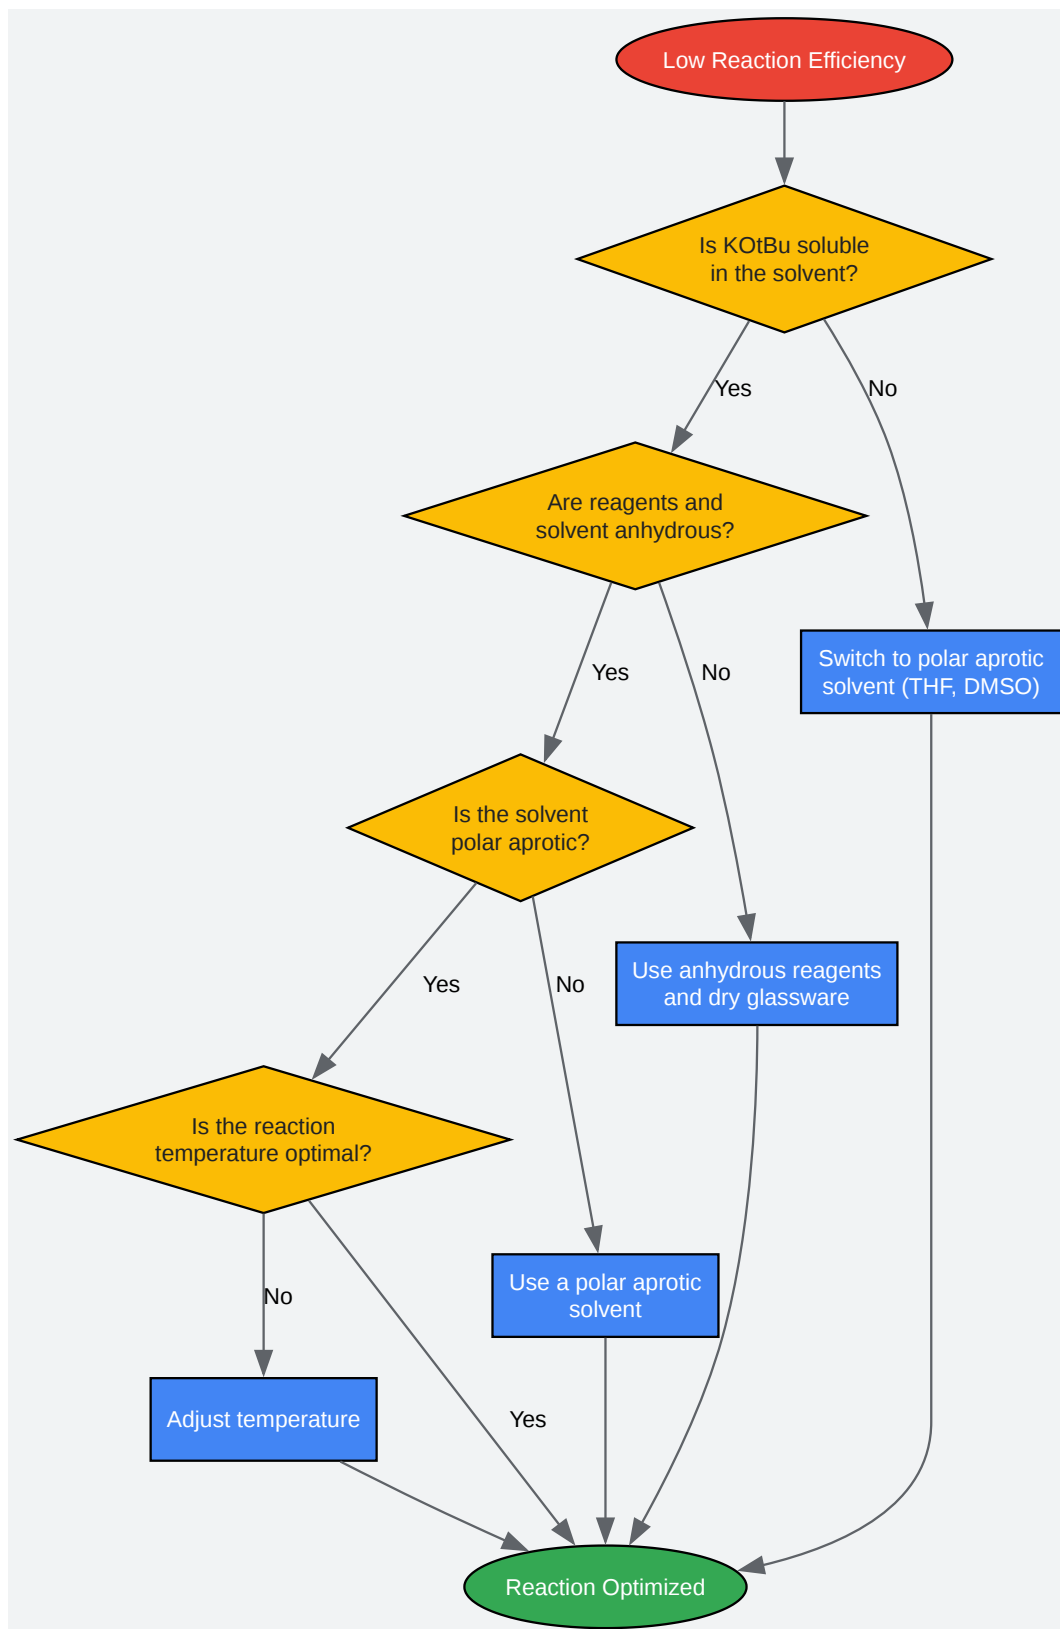 Low Reaction Efficiency
Is KOtBu soluble
in the solvent?
Yes
No
Are reagents and
solvent anhydrous?
Switch to polar aprotic
solvent (THF, DMSO)
Yes
No
Is the solvent
polar aprotic?
Use anhydrous reagents
and dry glassware
Yes
No
Is the reaction
temperature optimal?
Use a polar aprotic
solvent
No
Adjust temperature
Yes
Reaction Optimized